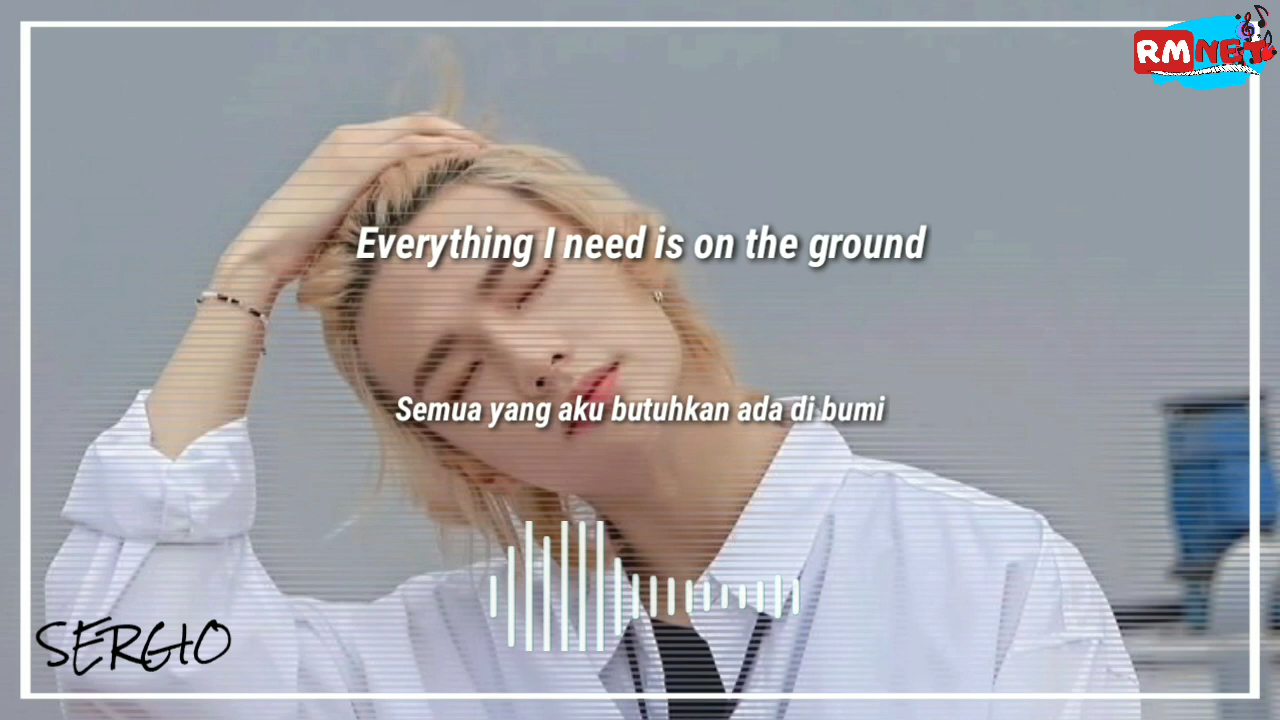 RMNET
Everything I need is on the ground
Semua yang aku butuhkan ada di bumi
SERGIO